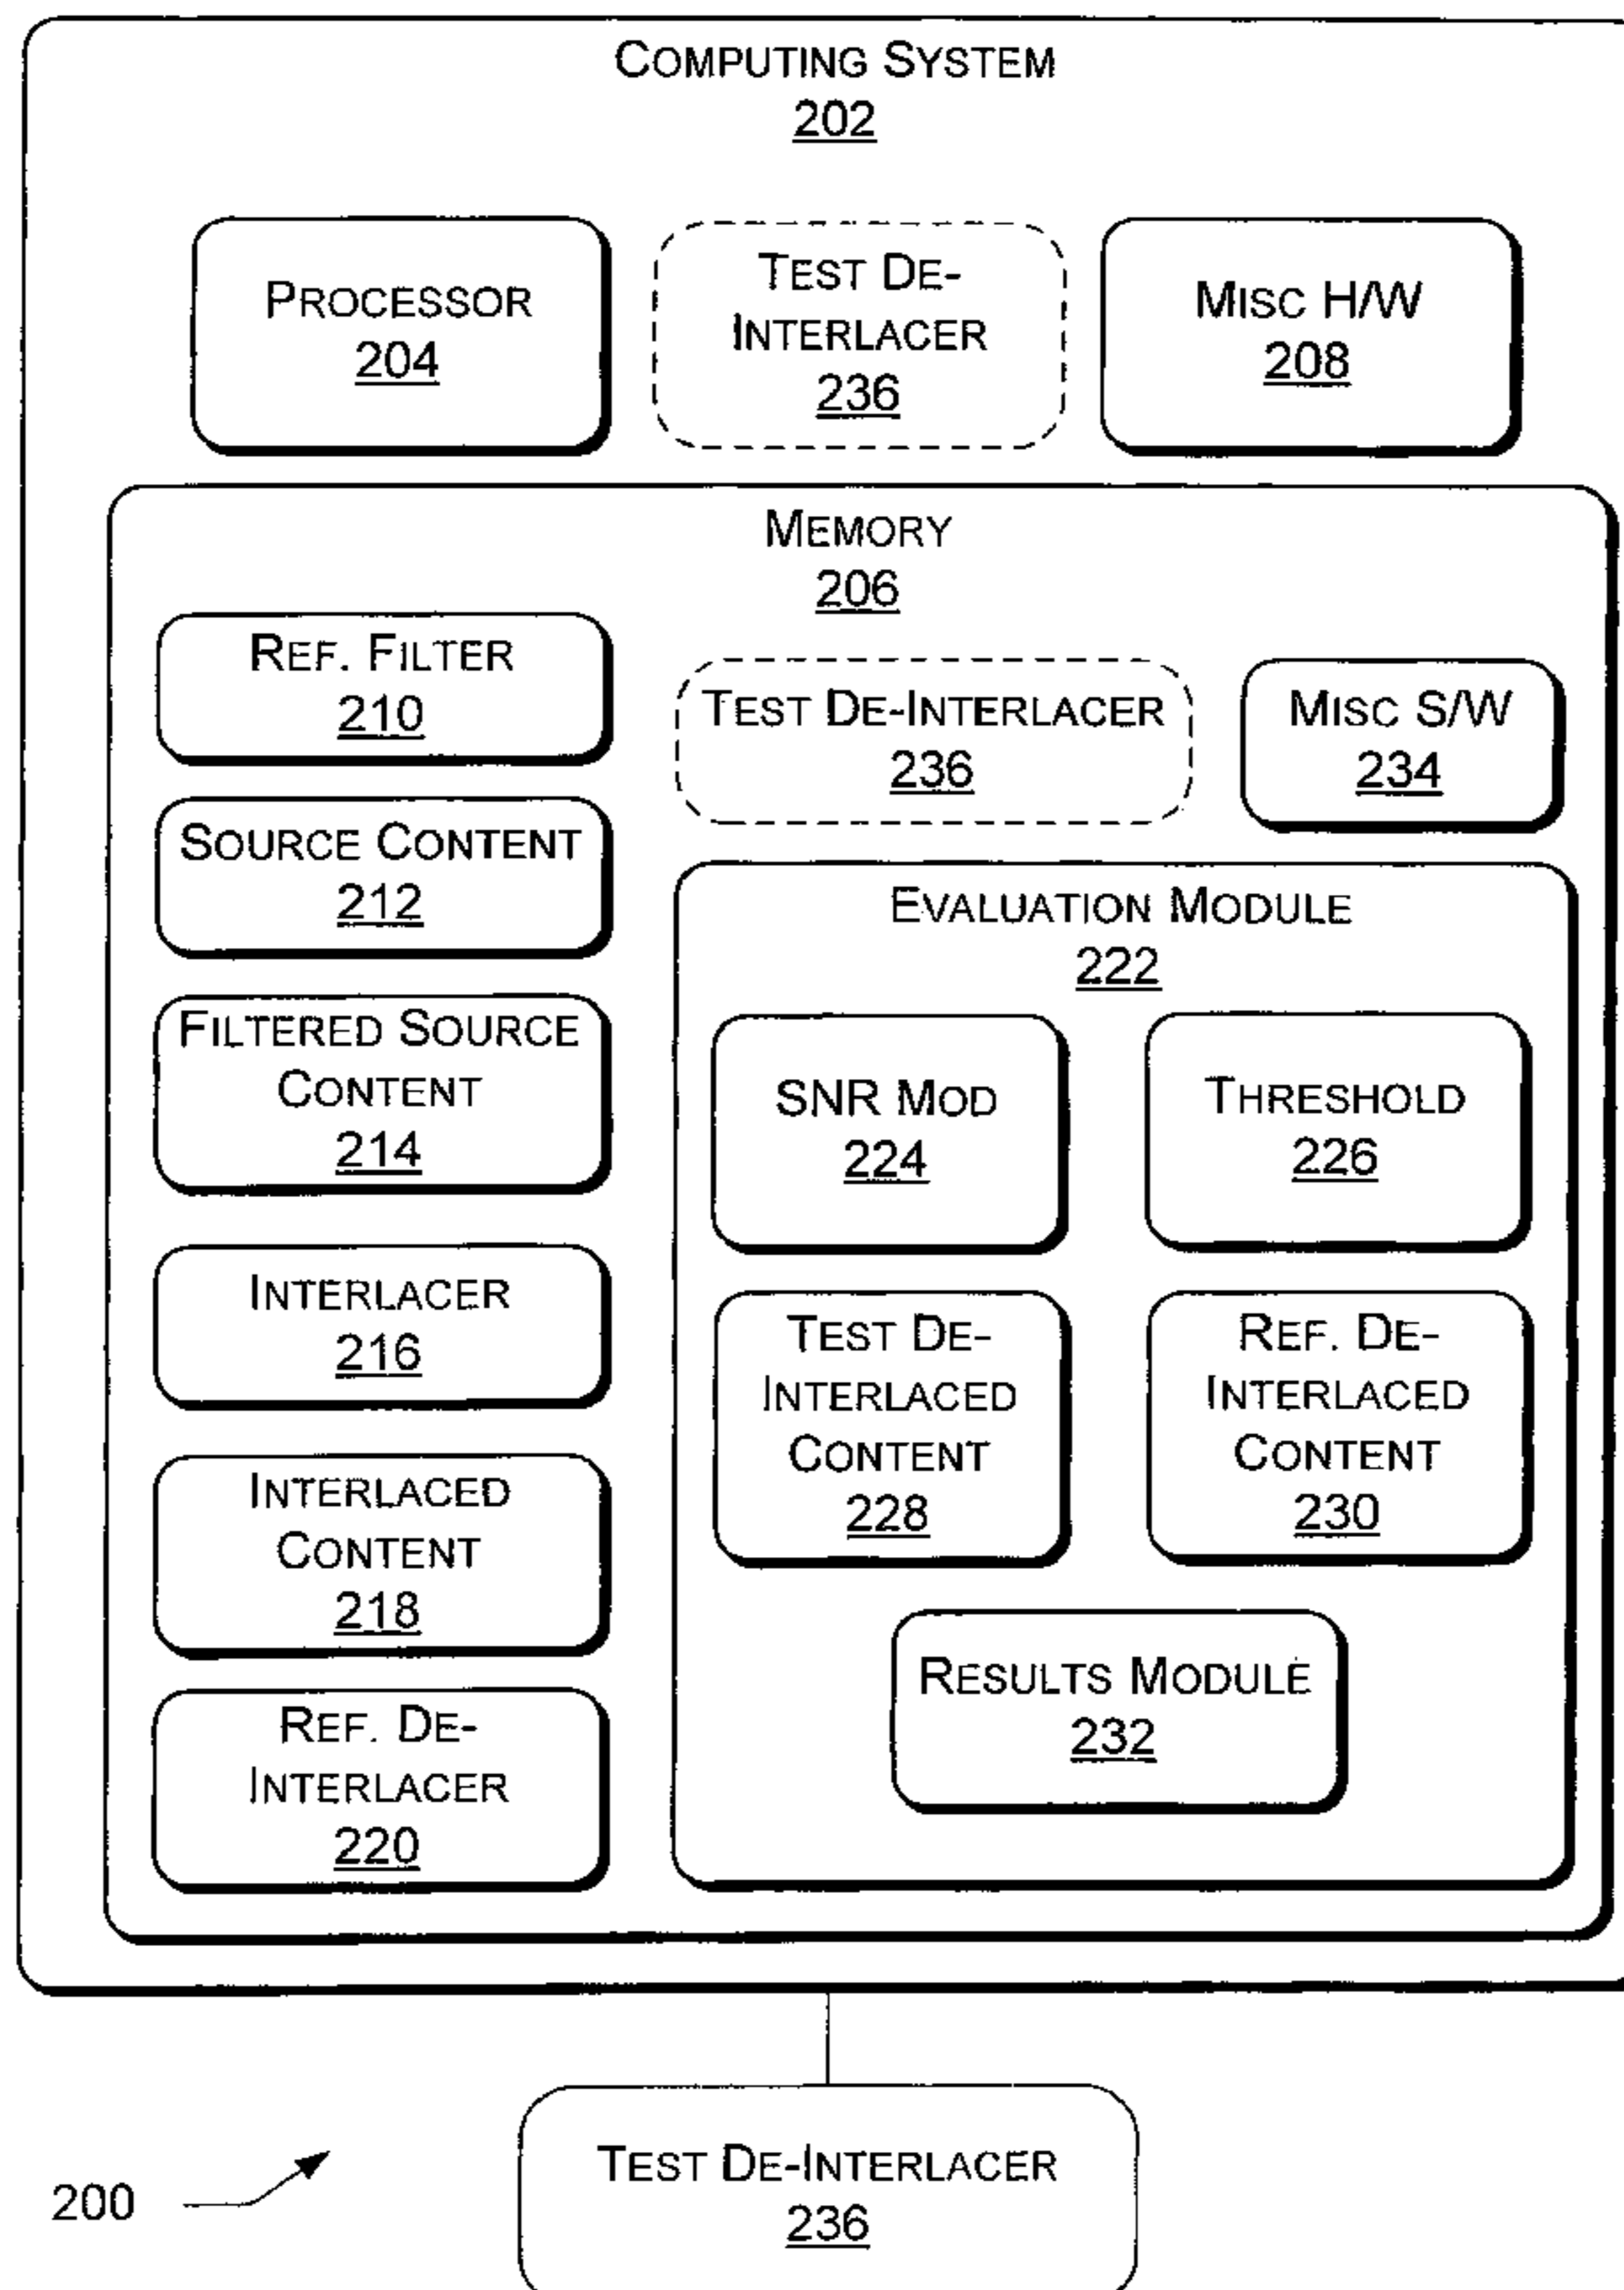 COMPUTING SYSTEM
202
PROCESSOR
204
TEST DE-
INTERLACER
236
MISC H/W
208
MEMORY
206
REF. FILTER
210
SOURCE CONTENT
212
FILTERED SOURCE
CONTENT
214
INTERLACER
216
INTERLACED
CONTENT
218
REF. DE-
INTERLACER
220
TEST DE-INTERLACER
236
MISC S/W
234
EVALUATION MODULE
222
SNR MOD
224
THRESHOLD
226
TEST DE-
INTERLACED
CONTENT
228
REF. DE-
INTERLACED
CONTENT
230
RESULTS MODULE
232
200
TEST DE-INTERLACER
236